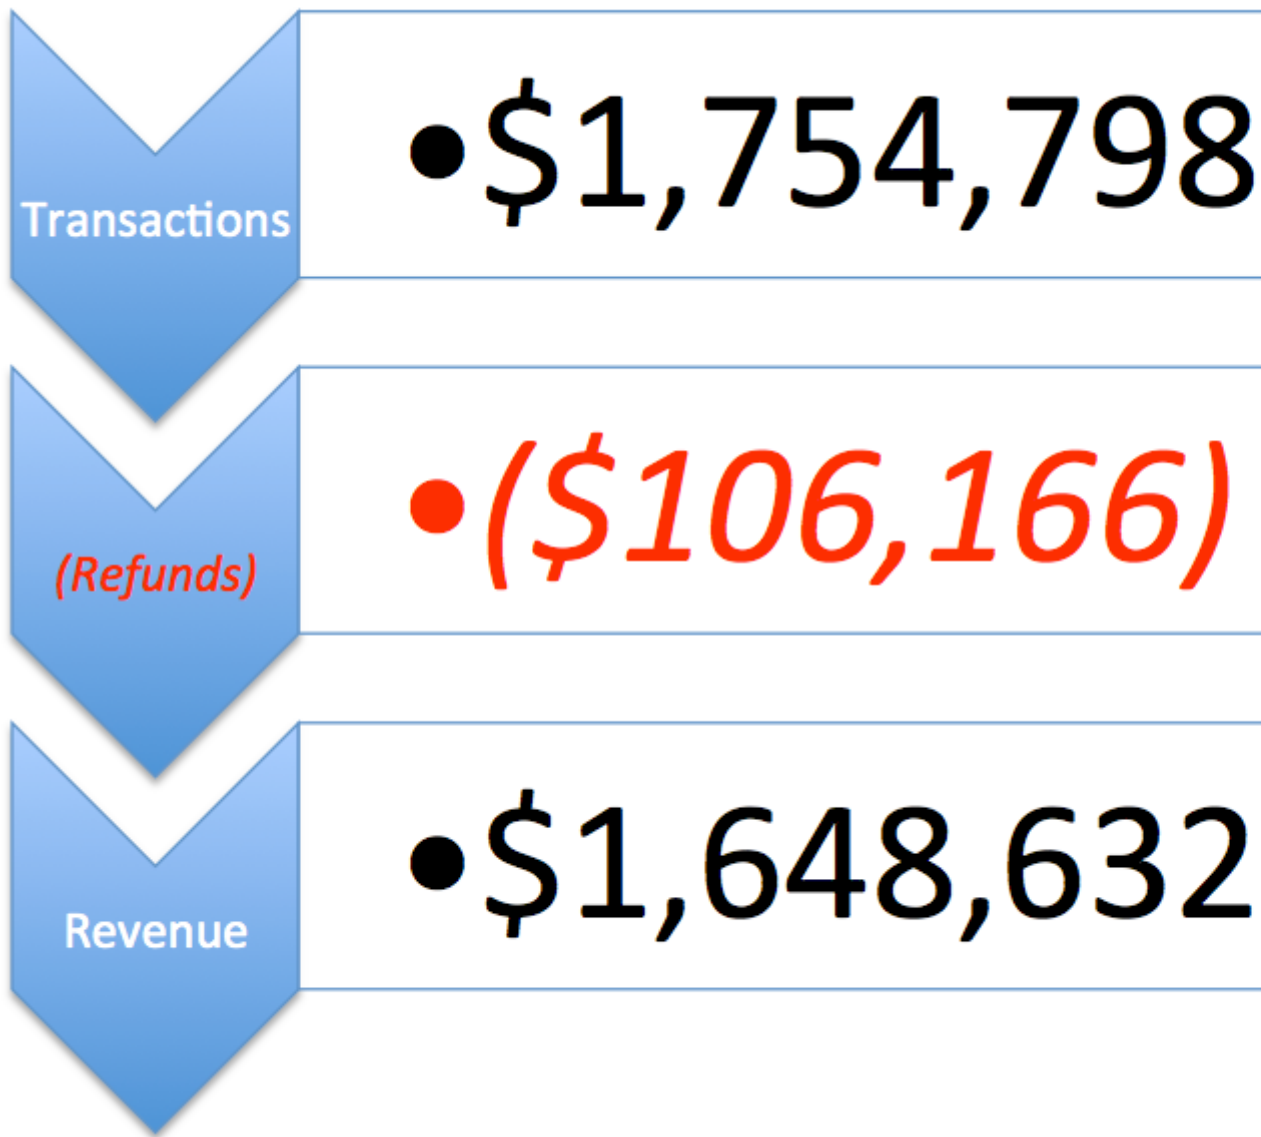 Transactions
•$1,754,798
(Refunds)
•($106,166)
Revenue
•$1,648,632